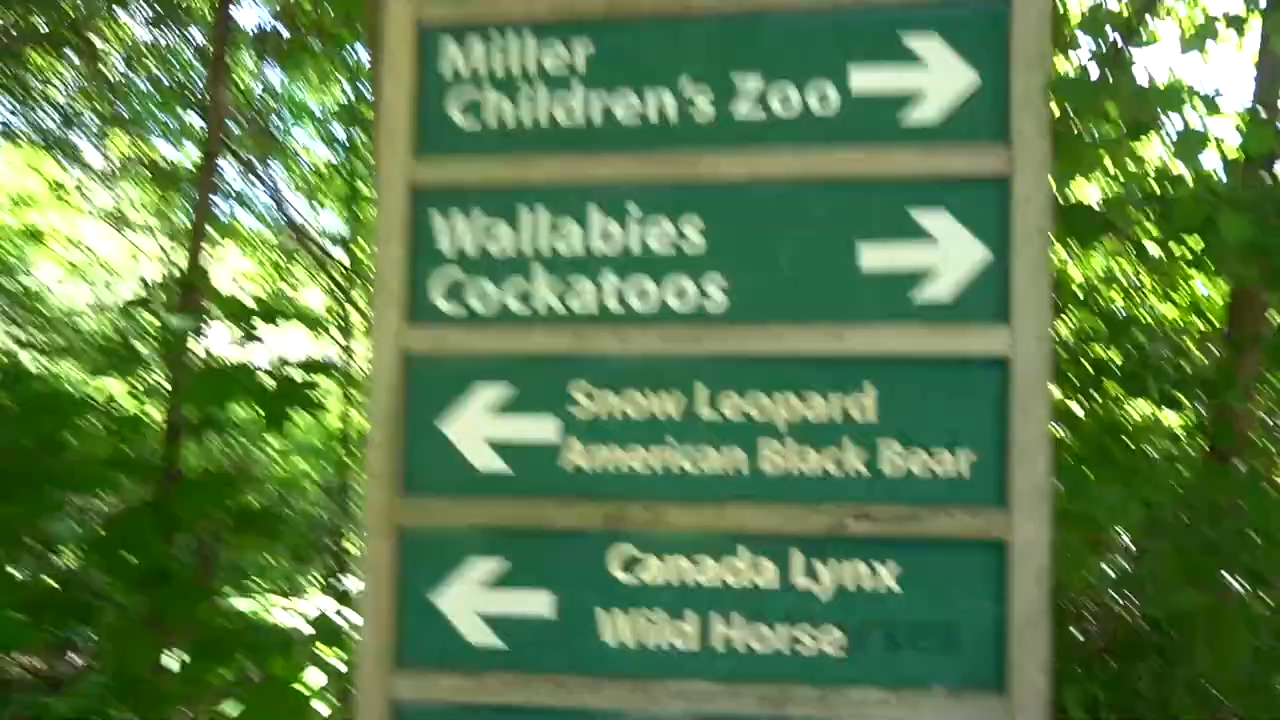 Miller
Children's Zoo
Wallabies
Cockatoos
Snow Leopard
American Black Bear
Canada Lynx
Wild Horse